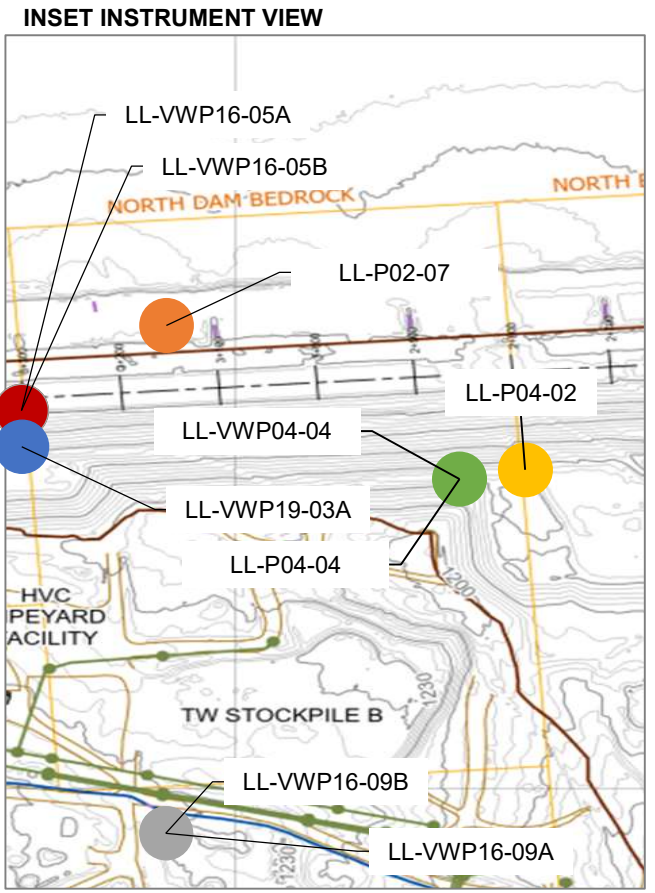 INSET INSTRUMENT VIEW
LL-VWP16-05A
LL-VWP16-05B
NORTH DAM BEDROCK
NORTH
LL-P02-07
LL-P04-02
LL-VWP04-04
LL-VWP19-03A
LL-P04-04
1200
HVC
PEYARD
ACILITY
1230
TW STOCKPILE B
LL-VWP16-09B
LL-VWP16-09A
1230